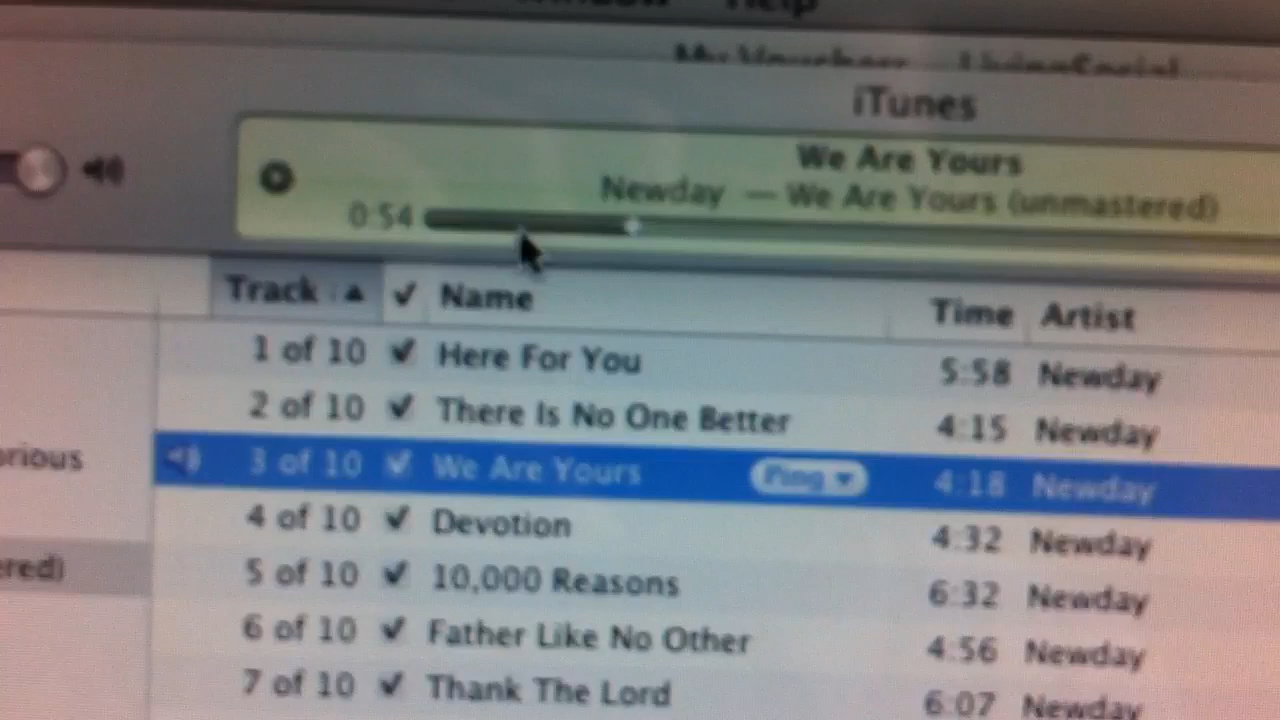 Help
iTunes
We Are Yours
Newday — We Are Yours (unmastered)
0:54
Track ▲ ✓ Name Time Artist
1 of 10 ✓ Here For You 5:58 Newday
2 of 10 ✓ There Is No One Better 4:15 Newday
3 of 10 ✓ We Are Yours Ping ▼ 4:18 Newday
4 of 10 ✓ Devotion 4:32 Newday
5 of 10 ✓ 10,000 Reasons 6:32 Newday
6 of 10 ✓ Father Like No Other 4:56 Newday
7 of 10 ✓ Thank The Lord 6:07 Newday